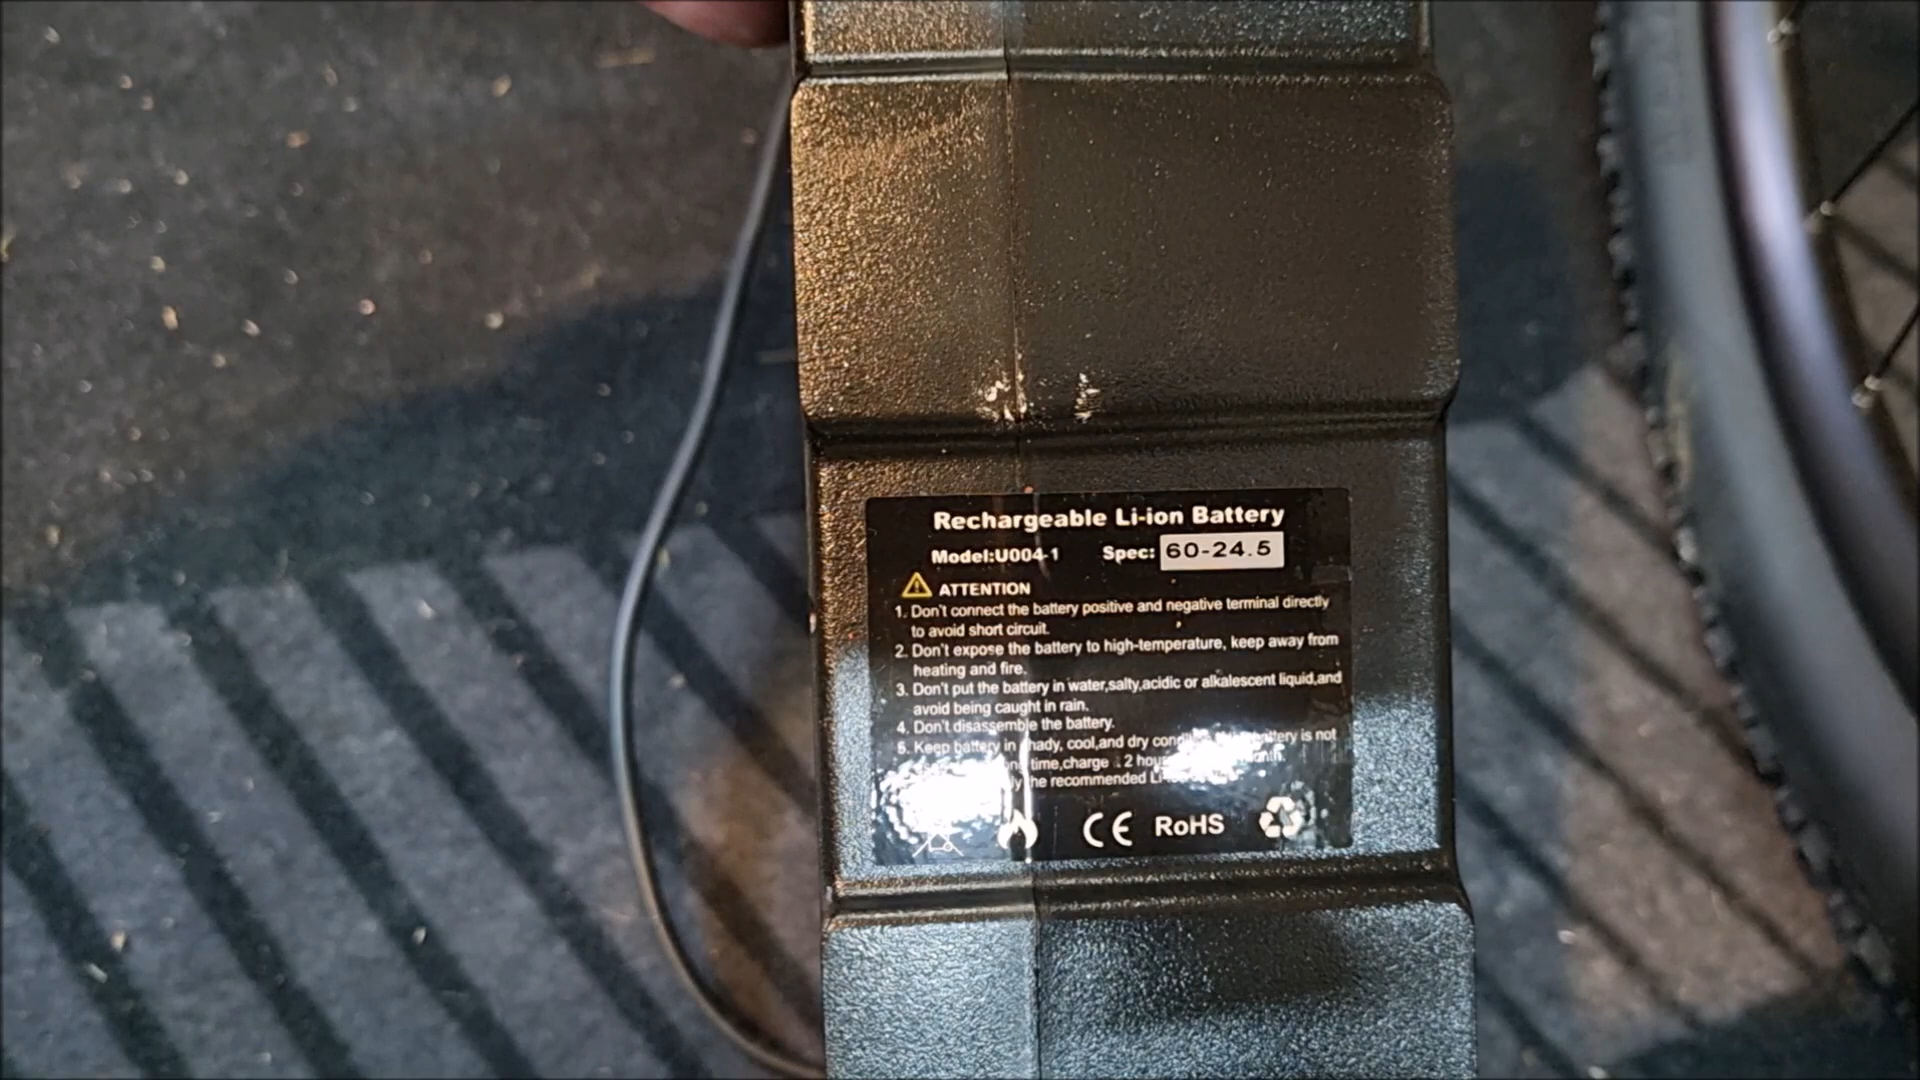 Rechargeable Li-ion Battery
Model:U004-1 Spec: 60-24.5
ATTENTION
1. Don't connect the battery positive and negative terminal directly
to avoid short circuit.
2. Don't expose the battery to high-temperature, keep away from
heating and fire.
3. Don't put the battery in water,salty,acidic or alkalescent liquid,and
avoid being caught in rain.
4. Don't disassemble the battery.
5. Keep battery in shady, cool,and dry battery is not
time,charge 2
the recommended
CE RoHS